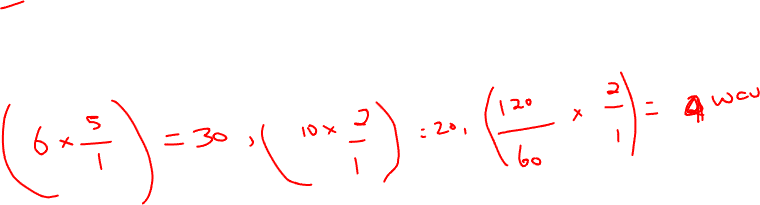 (6 × 5/1) = 30, (10 × 2/1) = 20, (120/60 × 2/1) = 4 wcu